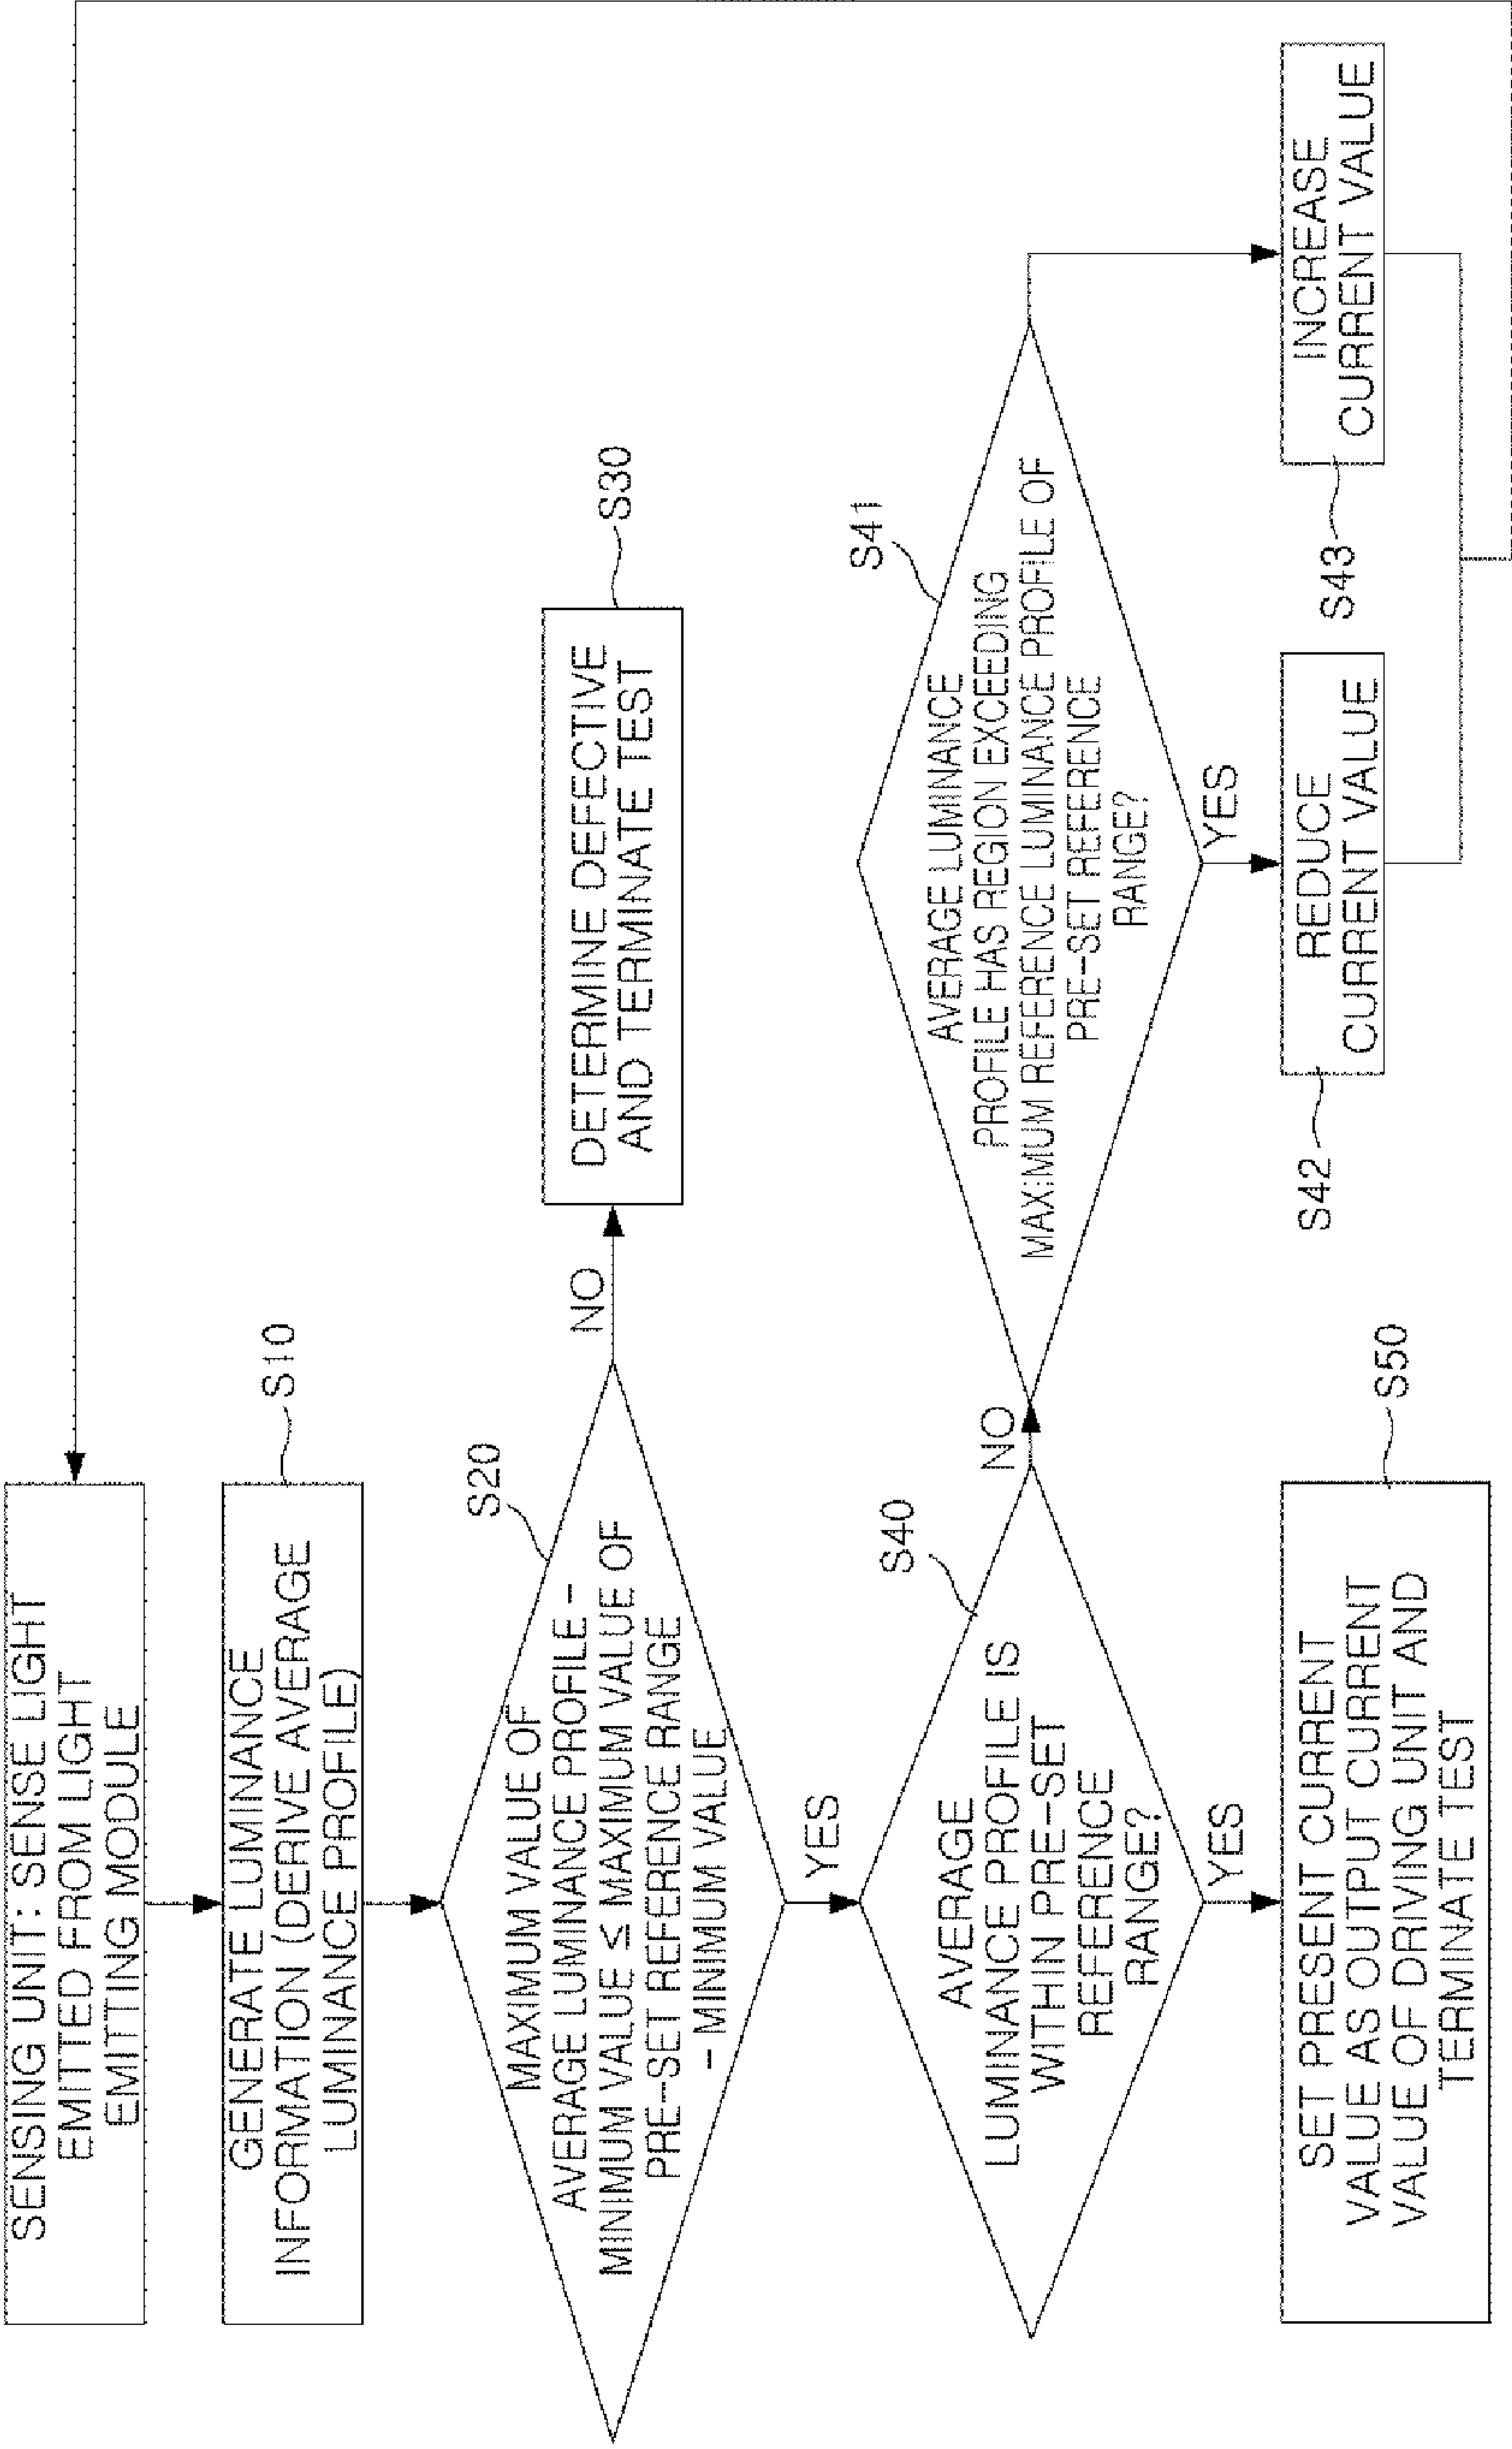 SENSING UNIT: SENSE LIGHT
EMITTED FROM LIGHT
EMITTING MODULE
GENERATE LUMINANCE
INFORMATION (DERIVE AVERAGE
LUMINANCE PROFILE)
S10
MAXIMUM VALUE OF
AVERAGE LUMINANCE PROFILE -
MINIMUM VALUE ≤ MAXIMUM VALUE OF
PRE-SET REFERENCE RANGE
- MINIMUM VALUE
S20
NO
DETERMINE DEFECTIVE
AND TERMINATE TEST
S30
YES
AVERAGE
LUMINANCE PROFILE IS
WITHIN PRE-SET
REFERENCE
RANGE?
S40
NO
AVERAGE LUMINANCE
PROFILE HAS REGION EXCEEDING
MAXIMUM REFERENCE LUMINANCE PROFILE OF
PRE-SET REFERENCE
RANGE?
S41
YES
YES
SET PRESENT CURRENT
VALUE AS OUTPUT CURRENT
VALUE OF DRIVING UNIT AND
TERMINATE TEST
S50
REDUCE
CURRENT VALUE
S42
INCREASE
CURRENT VALUE
S43